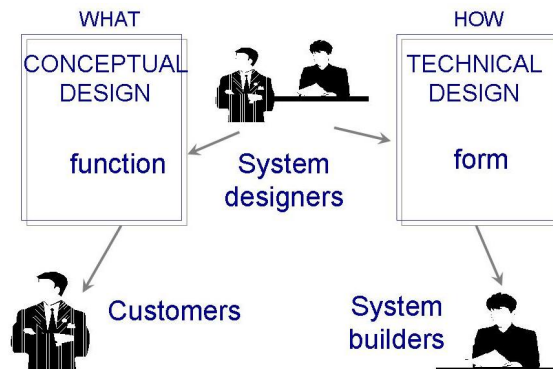 WHAT
HOW
CONCEPTUAL
DESIGN
TECHNICAL
DESIGN
function
System
designers
form
Customers
System
builders